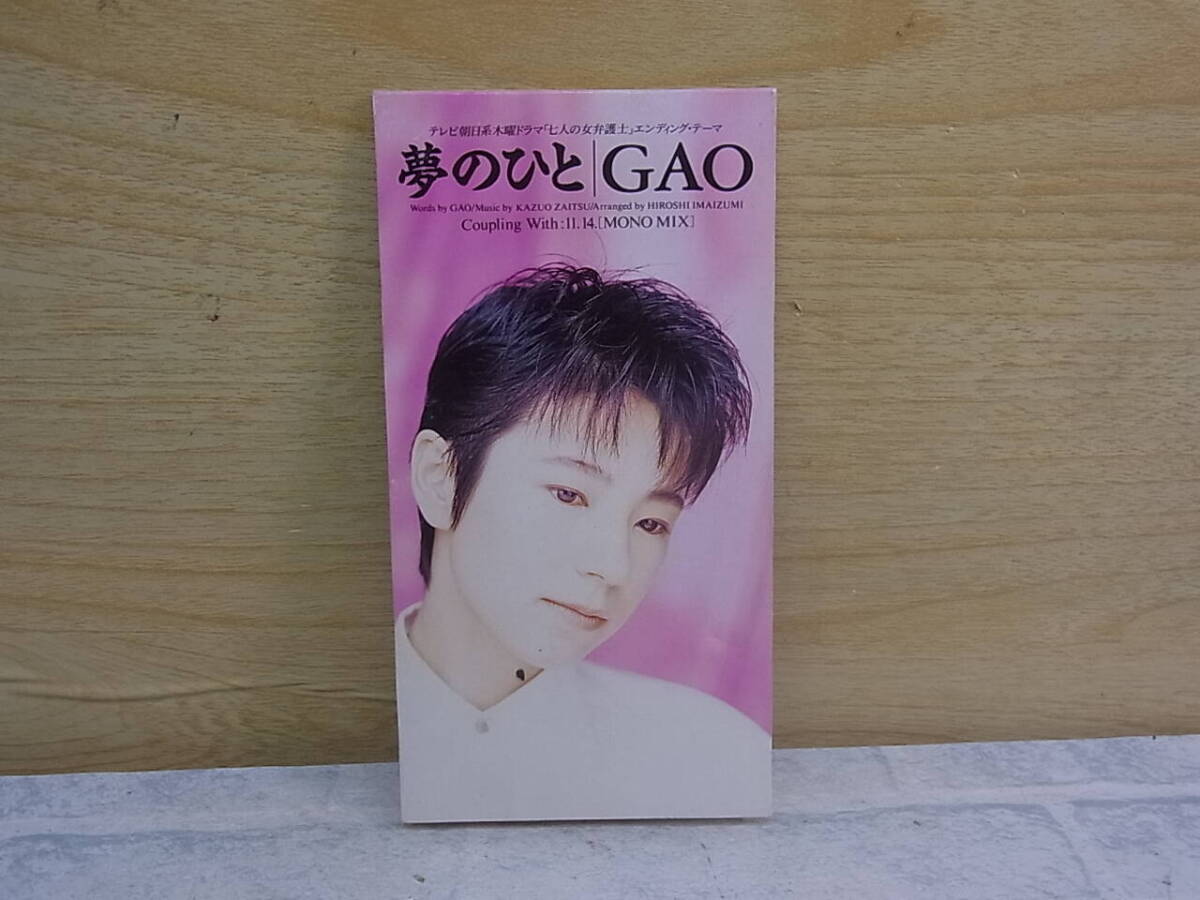 テレビ朝日系木曜ドラマ「七人の女弁護士」エンディング・テーマ
夢のひと|GAO
Words by GAO/Music by KAZUO ZAITSU/Arranged by HIROSHI IMAIZUMI
Coupling With:11.14.[MONO MIX]